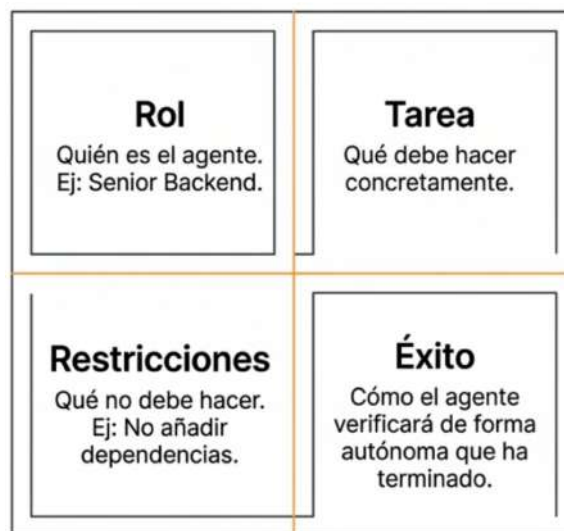 Rol
Quién es el agente.
Ej: Senior Backend.
Tarea
Qué debe hacer
concretamente.
Restricciones
Qué no debe hacer.
Ej: No añadir
dependencias.
Éxito
Cómo el agente
verificará de forma
autónoma que ha
terminado.